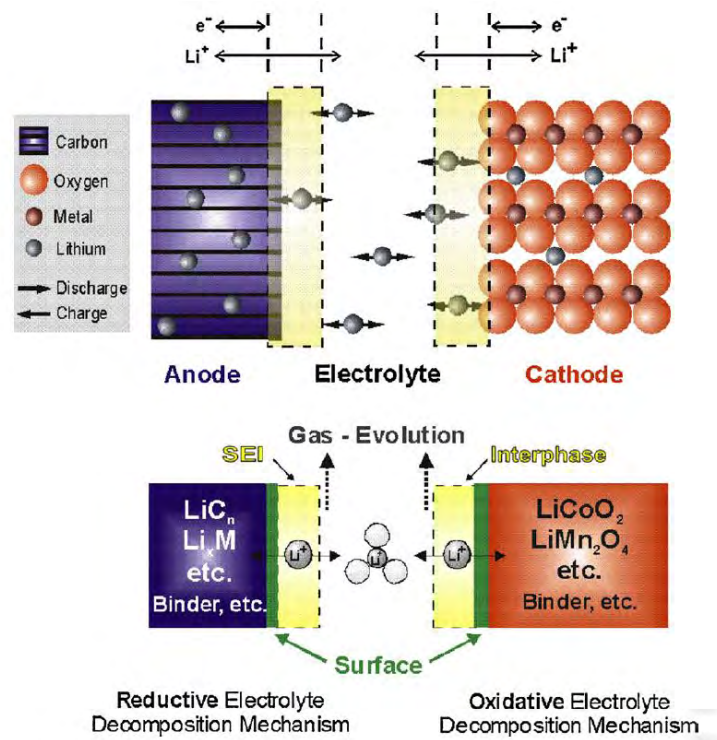 e⁻
e⁻
Li⁺
Li⁺
Carbon
Oxygen
Metal
Lithium
Discharge
Charge
Anode
Electrolyte
Cathode
Gas - Evolution
SEI
Interphase
LiCₙ
LiₓM
etc.
Binder, etc.
Li⁺
Li⁺
Li⁺
LiCoO₂
LiMn₂O₄
etc.
Binder, etc.
Surface
Reductive Electrolyte
Decomposition Mechanism
Oxidative Electrolyte
Decomposition Mechanism